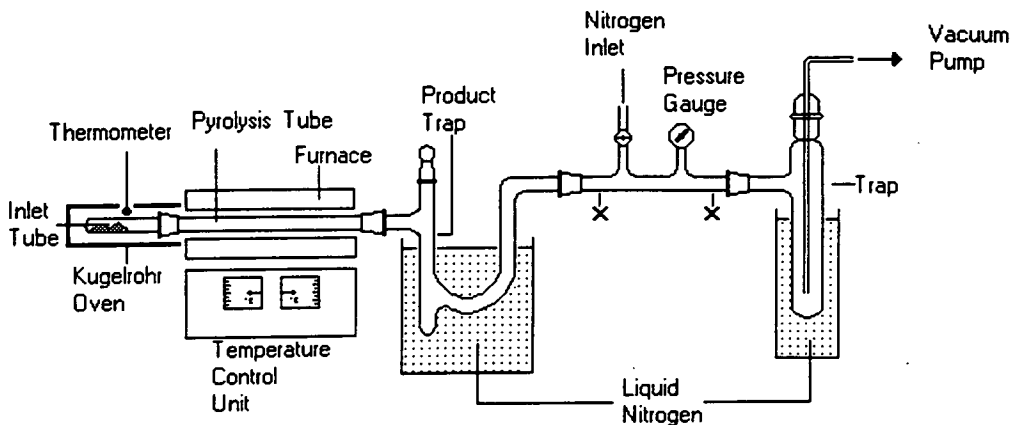 Nitrogen
Inlet
Vacuum
Pump
Pressure
Gauge
Product
Trap
Pyrolysis Tube
Thermometer
Furnace
Trap
Inlet
Tube
Kugelrohr
Oven
Temperature
Control
Unit
Liquid
Nitrogen